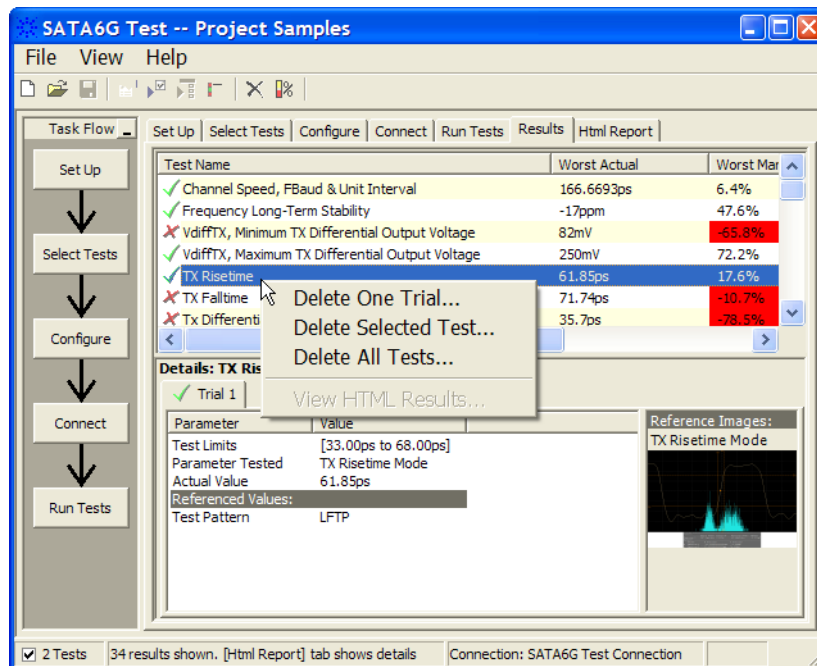 SATA6G Test -- Project Samples
File View Help
Task Flow
Set Up
Select Tests
Configure
Connect
Run Tests
Set Up Select Tests Configure Connect Run Tests Results Html Report
Test Name Worst Actual Worst Mar
Channel Speed, FBaud & Unit Interval 166.6693ps 6.4%
Frequency Long-Term Stability -17ppm 47.6%
VdiffTX, Minimum TX Differential Output Voltage 82mV -65.8%
VdiffTX, Maximum TX Differential Output Voltage 250mV 72.2%
TX Risetime 61.85ps 17.6%
TX Falltime 71.74ps -10.7%
Tx Differenti 35.7ps -78.5%
Delete One Trial...
Delete Selected Test...
Delete All Tests...
View HTML Results...
Details: TX Ris
Trial 1
Parameter Value
Test Limits [33.00ps to 68.00ps]
Parameter Tested TX Risetime Mode
Actual Value 61.85ps
Referenced Values:
Test Pattern LFTP
Reference Images:
TX Risetime Mode
2 Tests 34 results shown. [Html Report] tab shows details Connection: SATA6G Test Connection